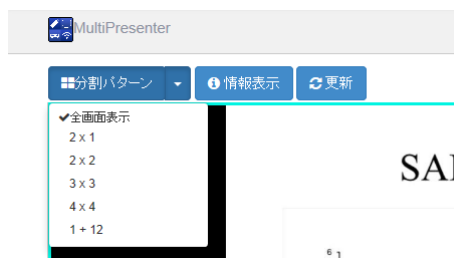 MultiPresenter
分割パターン 情報表示 更新
全画面表示
2 x 1
2 x 2
3 x 3
4 x 4
1 + 12
6